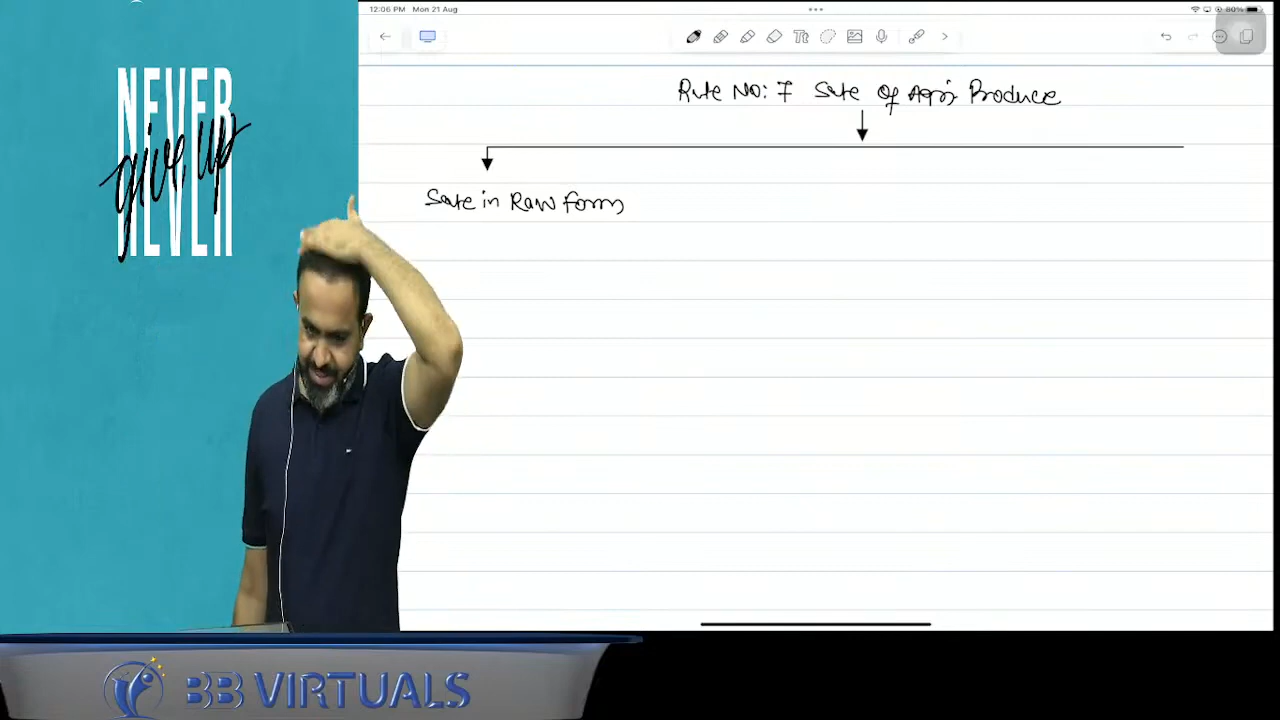 12:06 PM Mon 21 Aug
80%
NEVER
give up
NEVER
Rule No: 7 Sale Of Agri Produce
Sale in Raw form
BB VIRTUALS